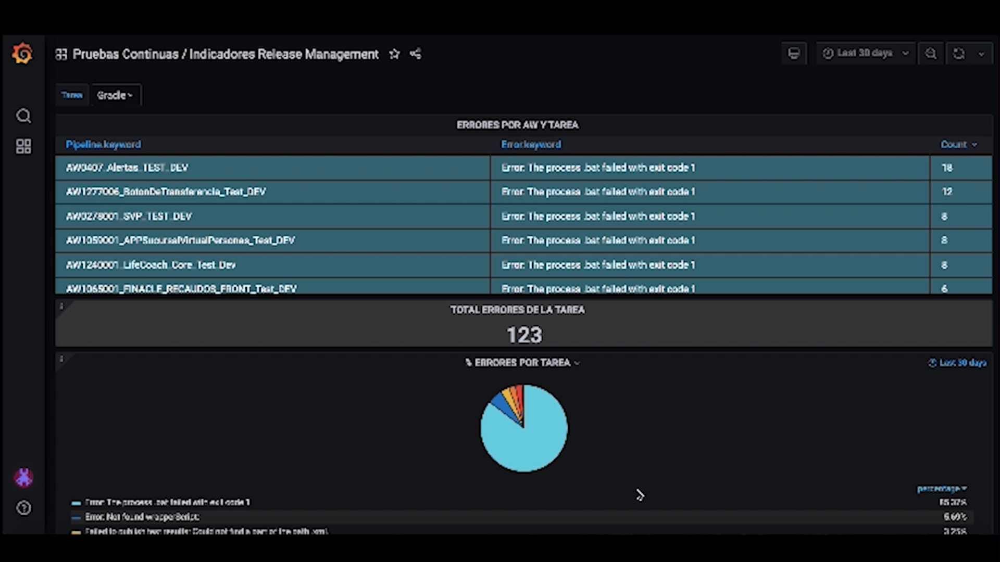 Pruebas Continuas / Indicadores Release Management
Last 30 days
Tarea Gradle
ERRORES POR AW Y TAREA
Pipeline.keyword Error.keyword Count
AW0407_Alertas_TEST_DEV Error: The process .bat failed with exit code 1 18
AW1277006_BotonDeTransferencia_Test_DEV Error: The process .bat failed with exit code 1 12
AW0278001_SVP_TEST_DEV Error: The process .bat failed with exit code 1 8
AW1059001_APPSucursalVirtualPersonas_Test_DEV Error: The process .bat failed with exit code 1 8
AW1240001_LifeCoach_Core_Test_Dev Error: The process .bat failed with exit code 1 8
AW1065001_FINACLE_RECAUDOS_FRONT_Test_DEV Error: The process .bat failed with exit code 1 6
TOTAL ERRORES DE LA TAREA
123
% ERRORES POR TAREA
Last 30 days
percentage
Error: The process .bat failed with exit code 1
Error: Not found wrapperScript: 5.69%
Failed to publish test results: Could not find a part of the path .xml. 3.25%